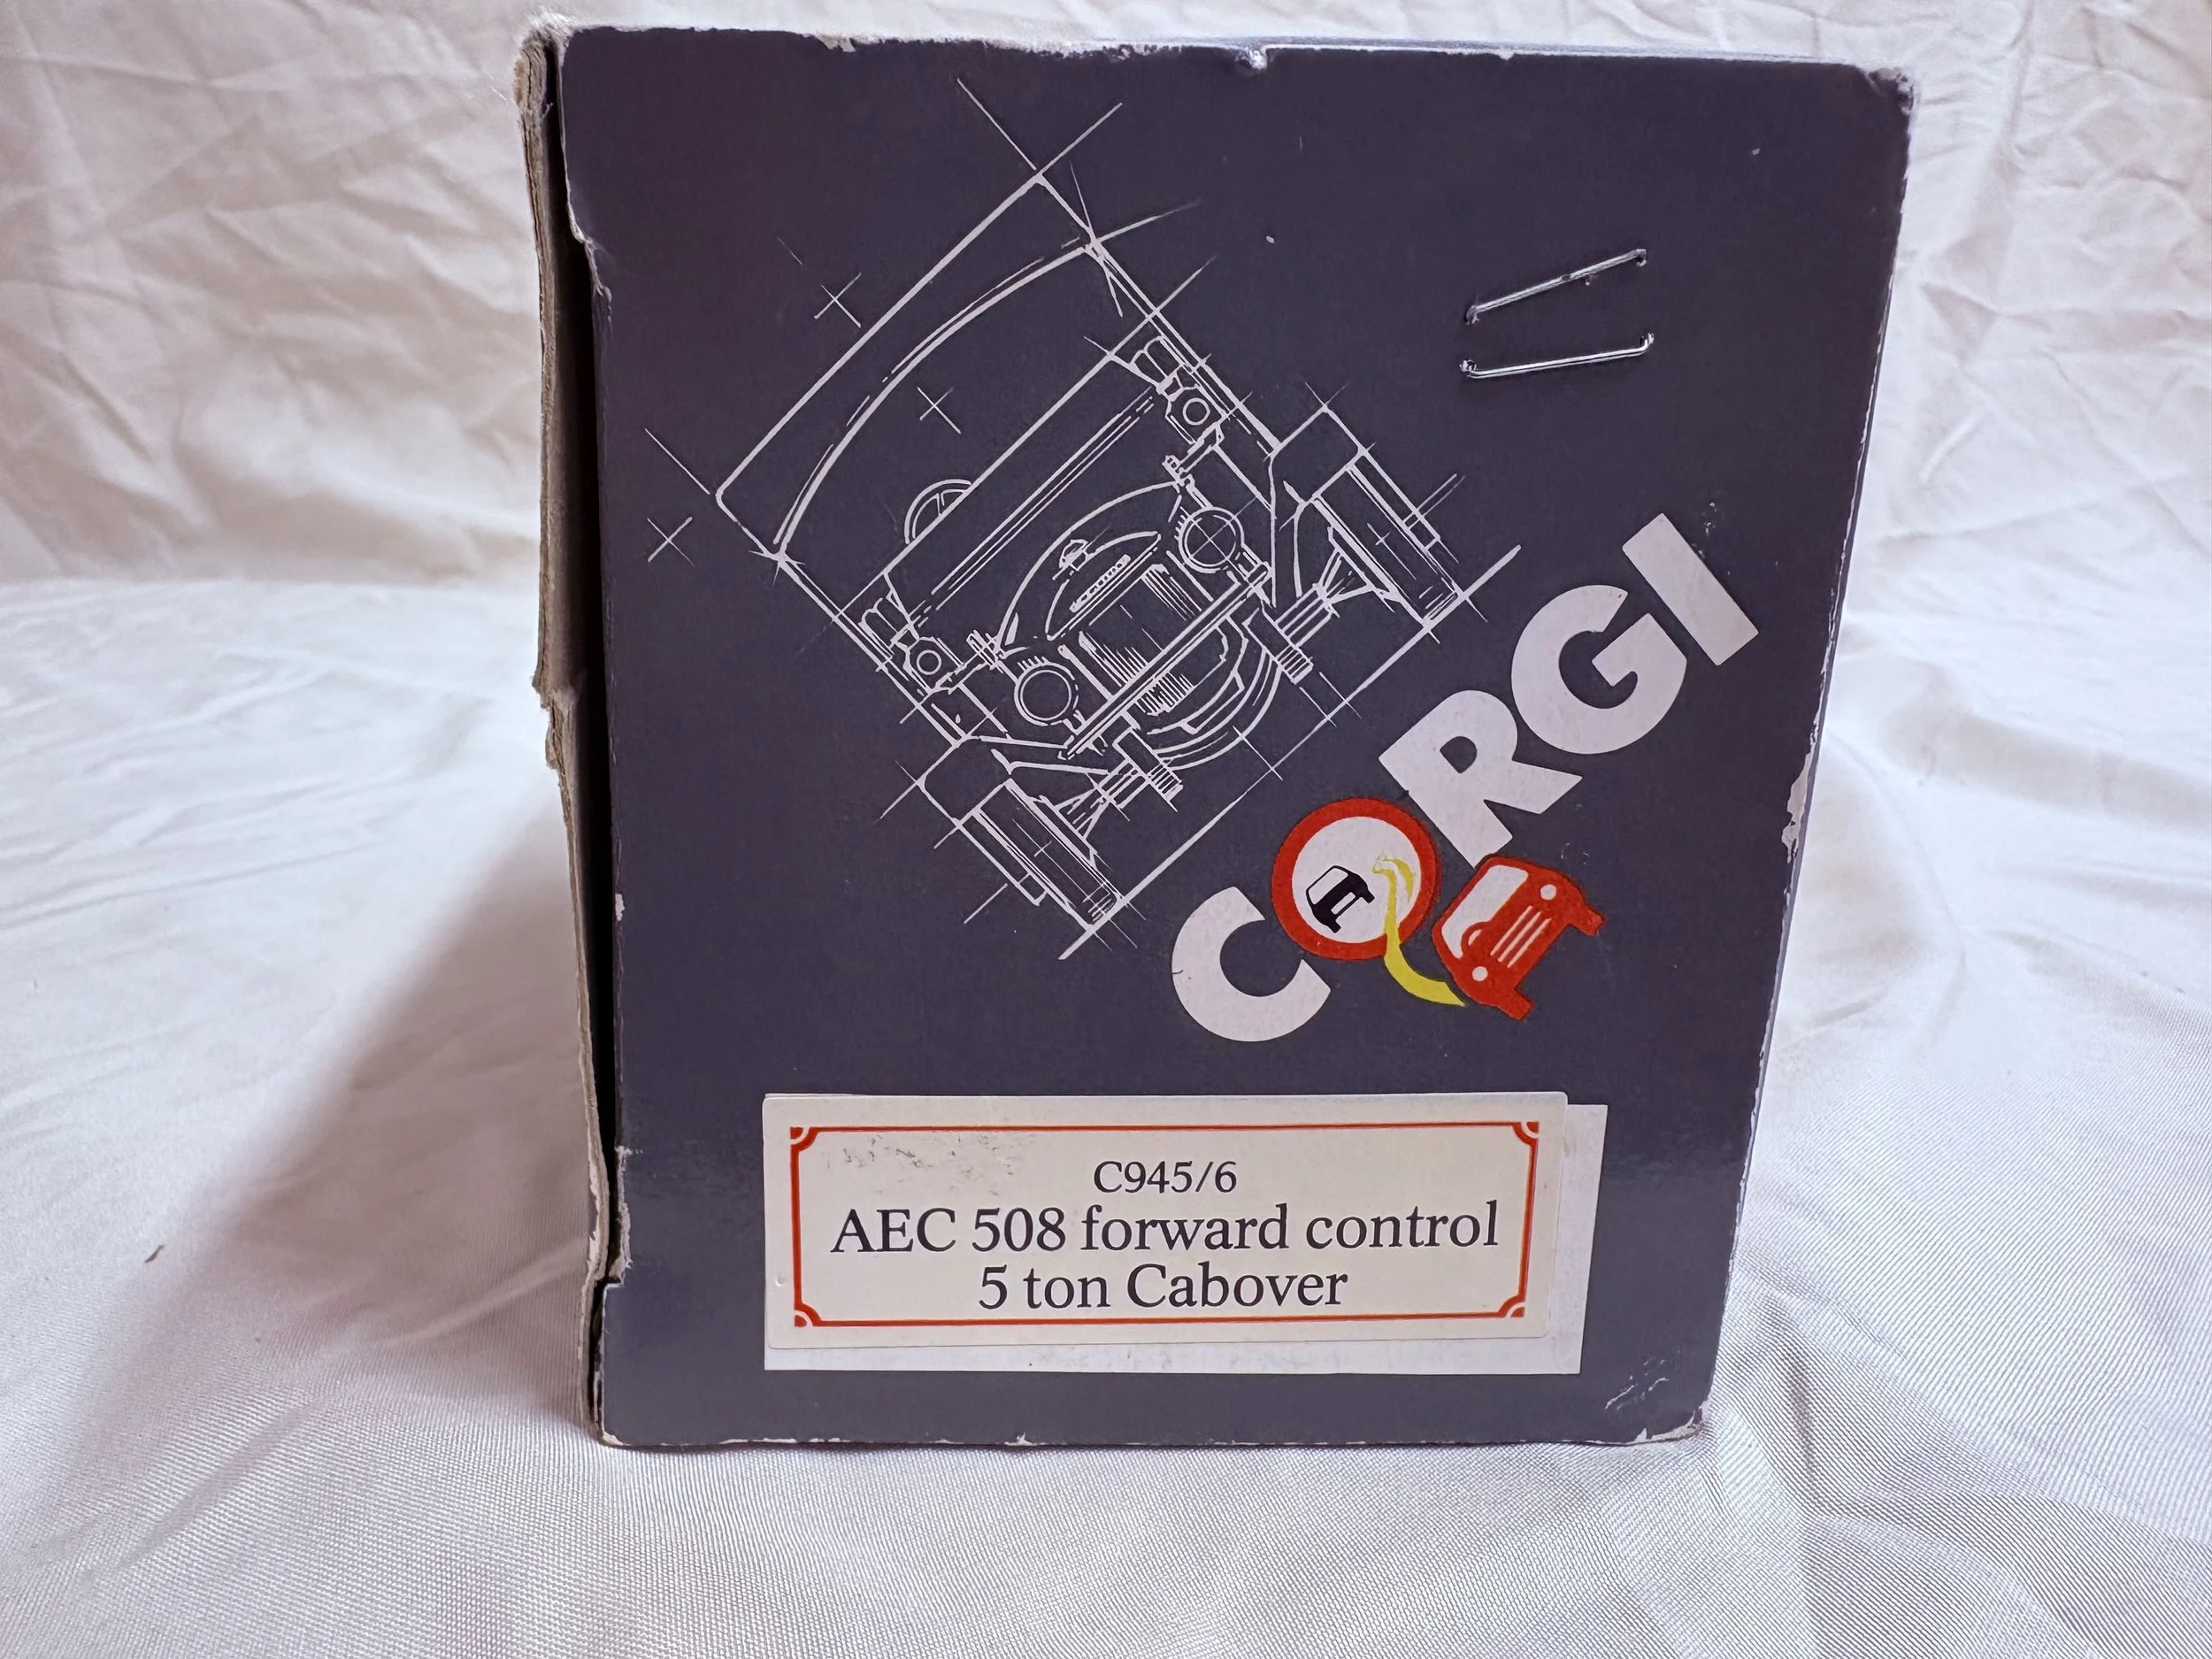 CORGI
C945/6
AEC 508 forward control
5 ton Cabover